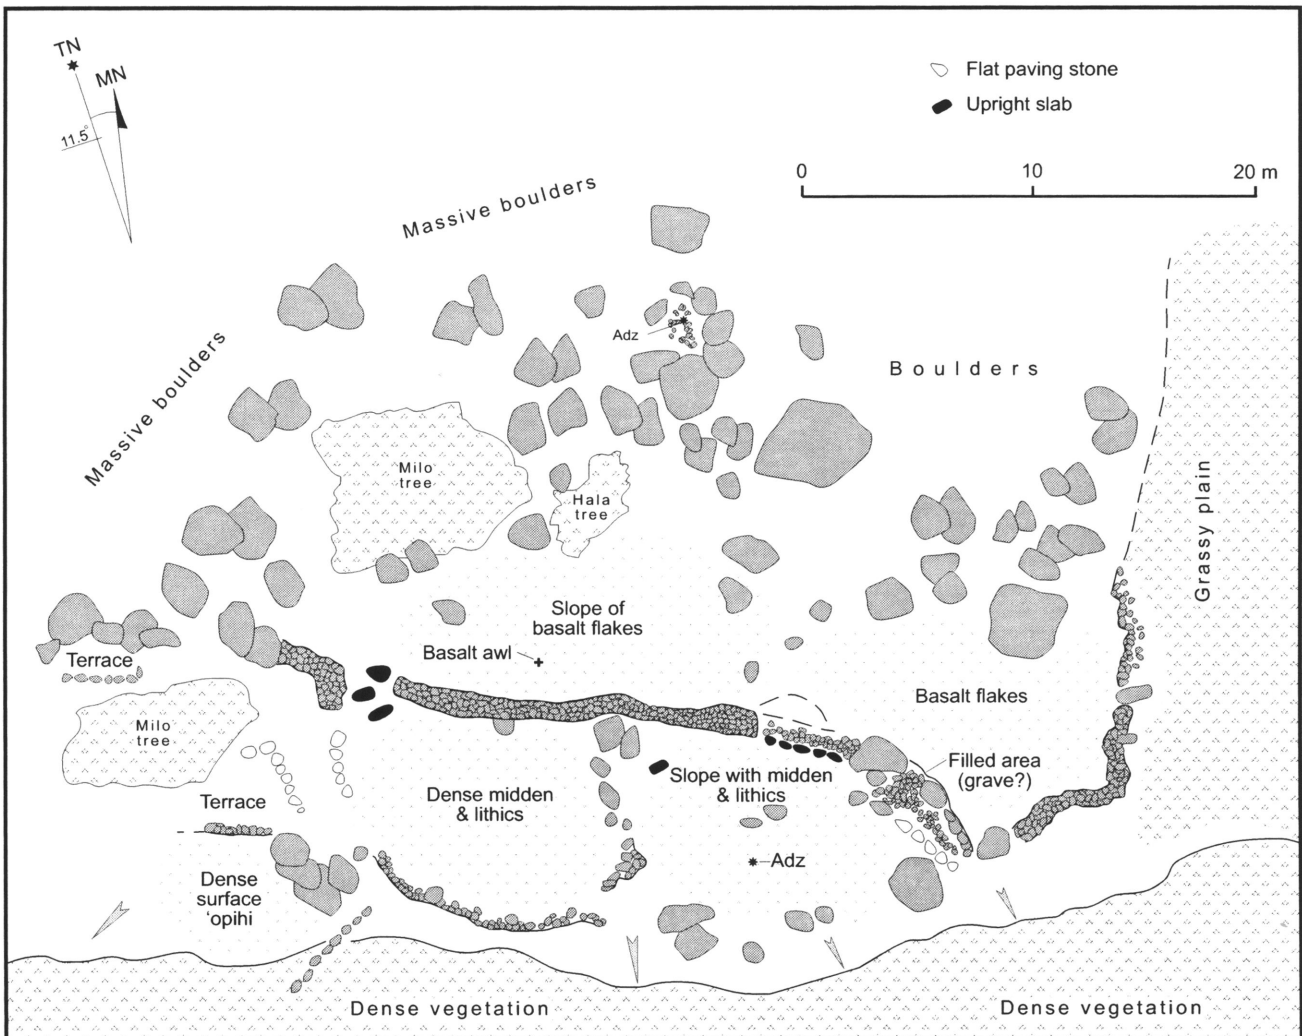 TN
MN
11.5°
Flat paving stone
Upright slab
0 10 20 m
Massive boulders
Massive boulders
Adz
Boulders
Milo
tree
Hala
tree
Grassy plain
Slope of
basalt flakes
Basalt awl
Terrace
Basalt flakes
Milo
tree
Filled area
(grave?)
Slope with midden
& lithics
Dense midden
& lithics
Terrace
Adz
Dense
surface
‘opihi
Dense vegetation
Dense vegetation